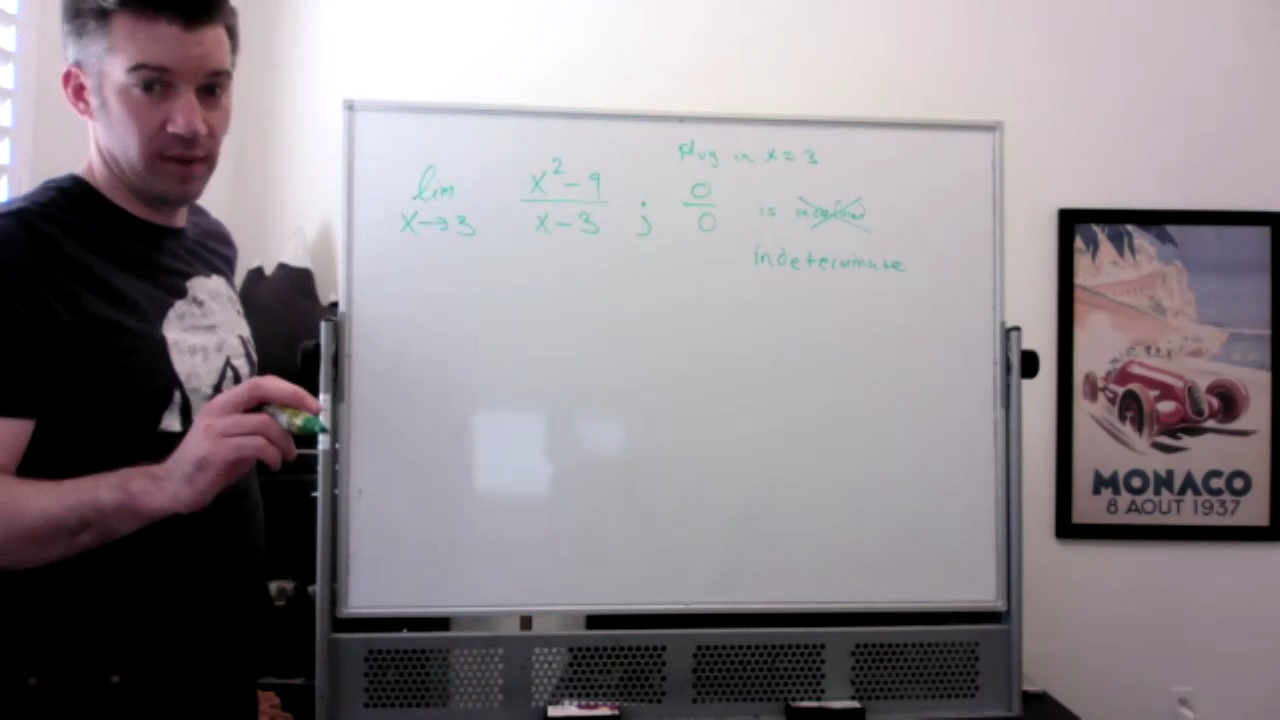 plug in x = 3
lim x→3 x²-9 / x-3 ; 0/0 is
indeterminate
MONACO
8 AOUT 1937